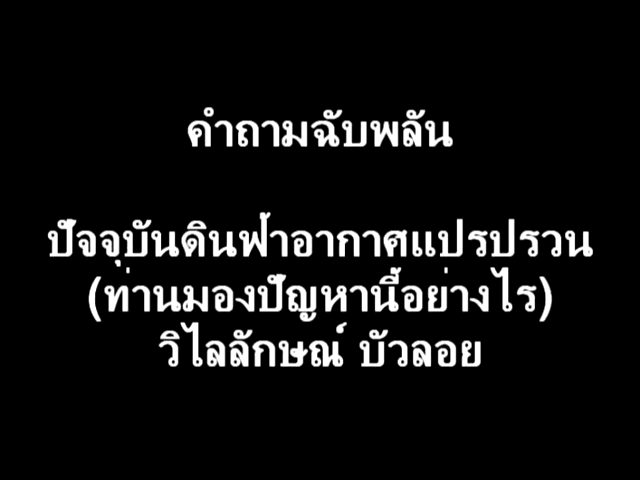 คำถามฉับพลัน
ปัจจุบันดินฟ้าอากาศแปรปรวน
(ท่านมองปัญหานี้อย่างไร)
วิไลลักษณ์ บัวลอย